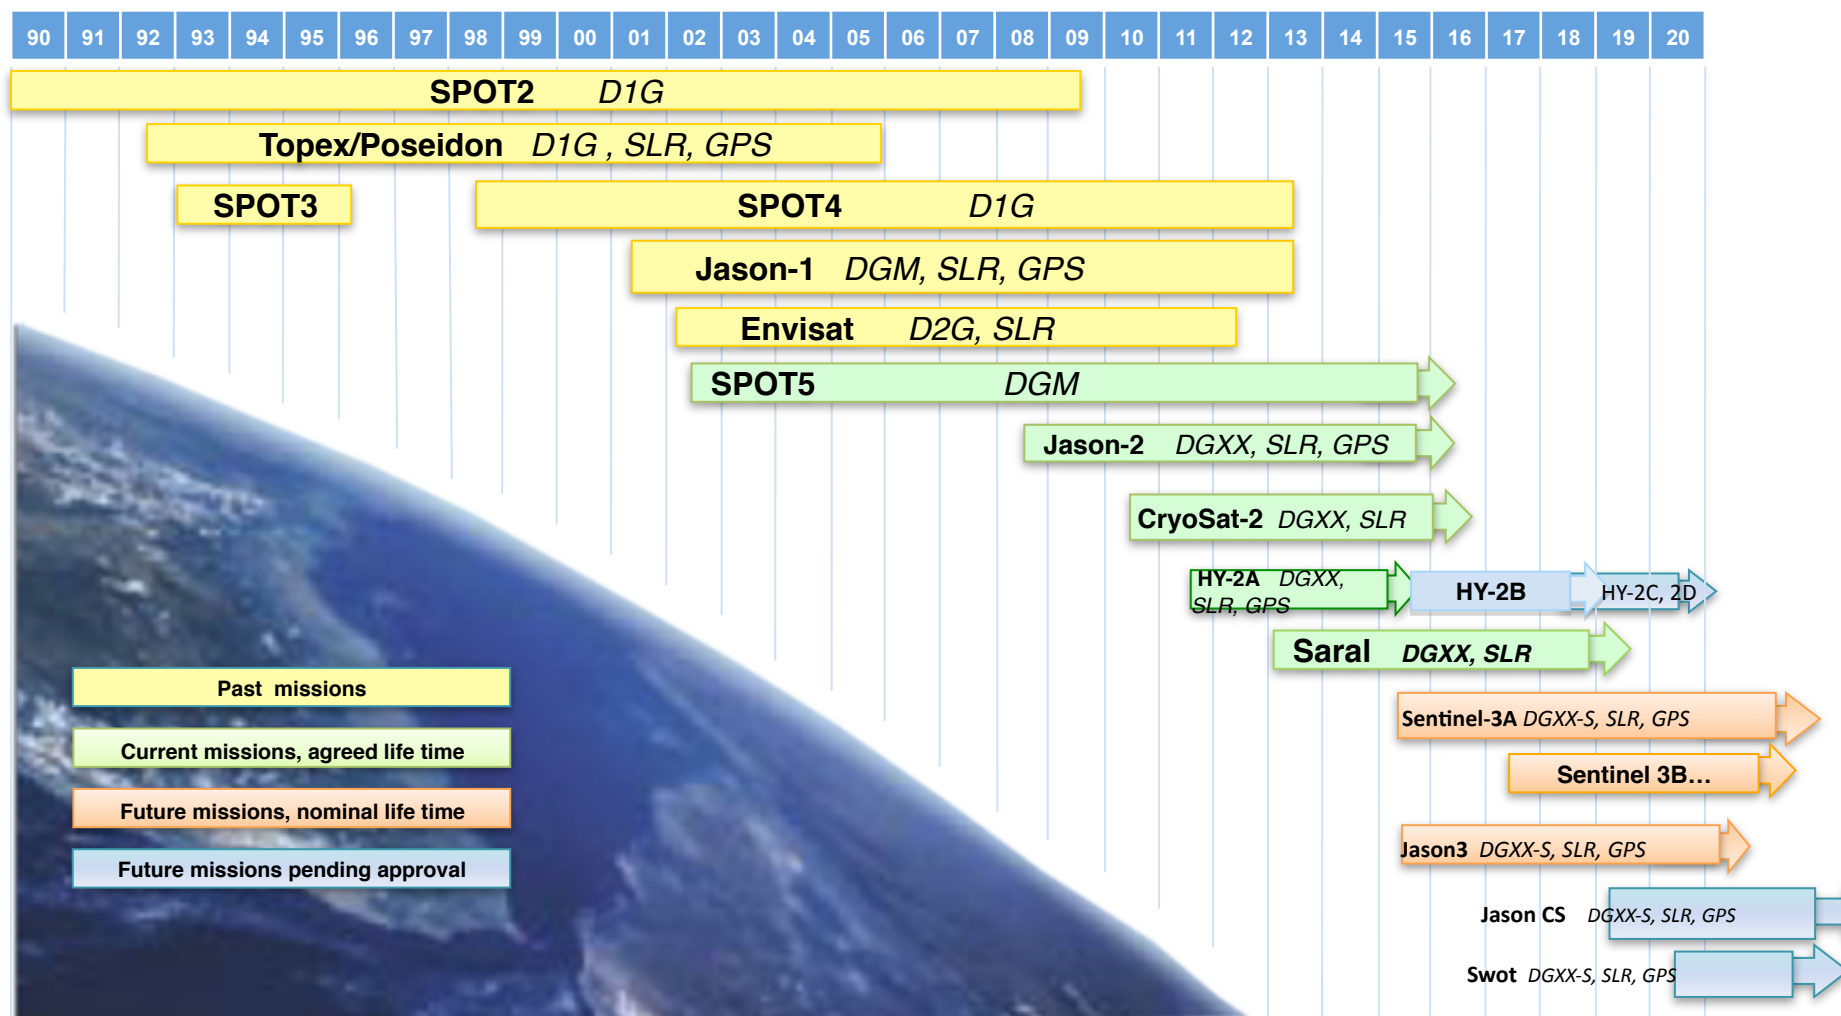 90 91 92 93 94 95 96 97 98 99 00 01 02 03 04 05 06 07 08 09 10 11 12 13 14 15 16 17 18 19 20
SPOT2 D1G
Topex/Poseidon D1G , SLR, GPS
SPOT3
SPOT4 D1G
Jason-1 DGM, SLR, GPS
Envisat D2G, SLR
SPOT5 DGM
Jason-2 DGXX, SLR, GPS
CryoSat-2 DGXX, SLR
HY-2A DGXX,
SLR, GPS
HY-2B
HY-2C, 2D
Saral DGXX, SLR
Past missions
Current missions, agreed life time
Future missions, nominal life time
Future missions pending approval
Sentinel-3A DGXX-S, SLR, GPS
Sentinel 3B...
Jason3 DGXX-S, SLR, GPS
Jason CS DGXX-S, SLR, GPS
Swot DGXX-S, SLR, GPS